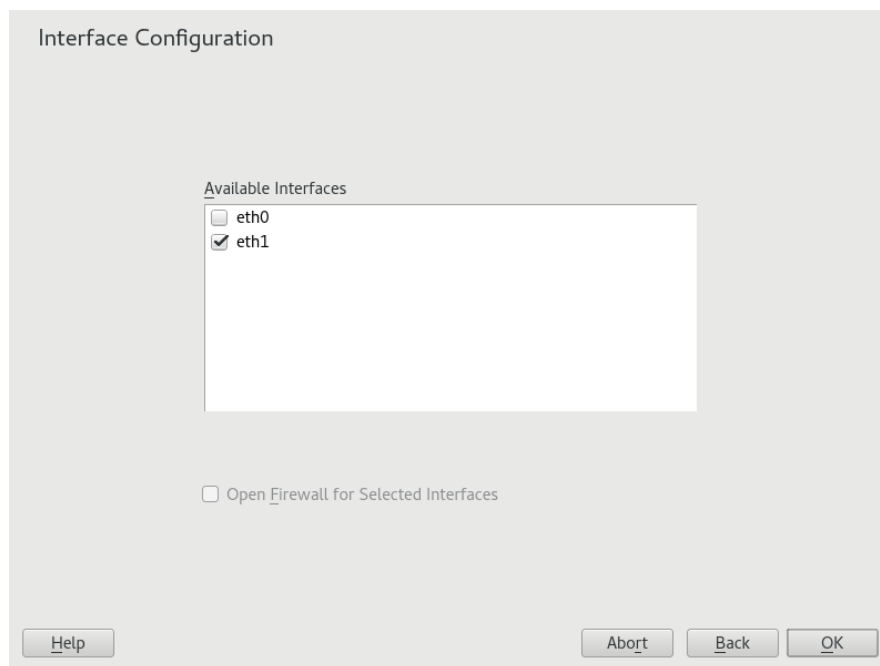 Interface Configuration
Available Interfaces
eth0
eth1
Open Firewall for Selected Interfaces
Help
Abort
Back
OK